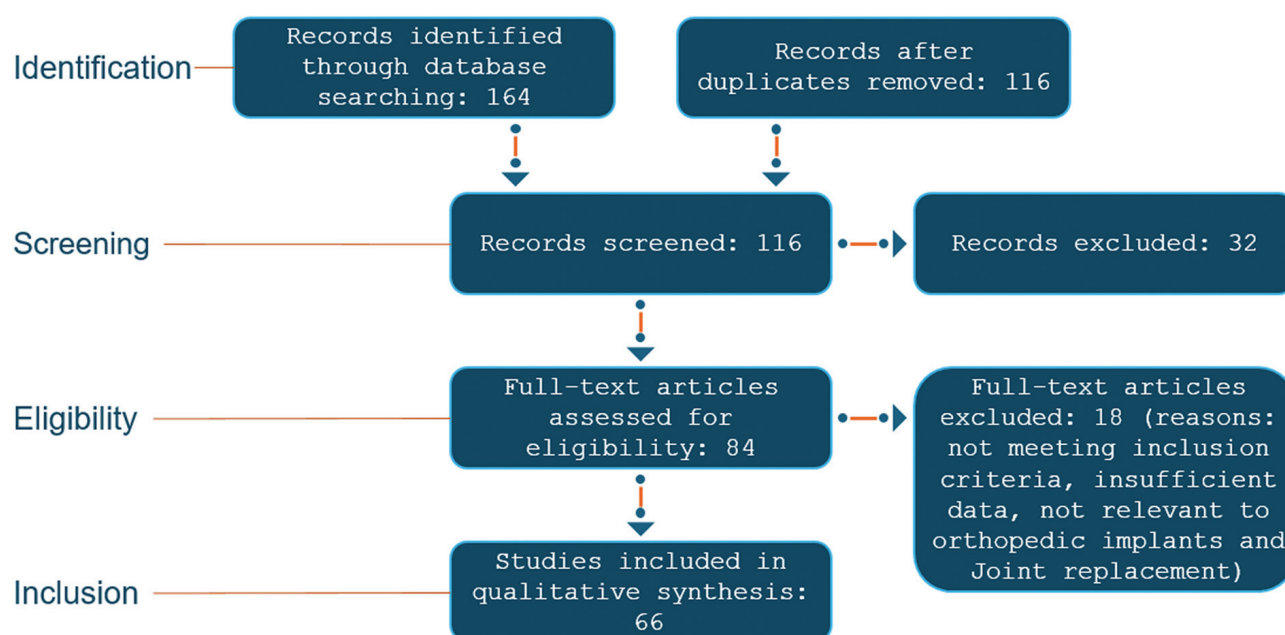 Identification
Records identified
through database
searching: 164
Records after
duplicates removed: 116
Screening
Records screened: 116
Records excluded: 32
Eligibility
Full-text articles
assessed for
eligibility: 84
Full-text articles
excluded: 18 (reasons:
not meeting inclusion
criteria, insufficient
data, not relevant to
orthopedic implants and
Joint replacement)
Inclusion
Studies included in
qualitative synthesis:
66